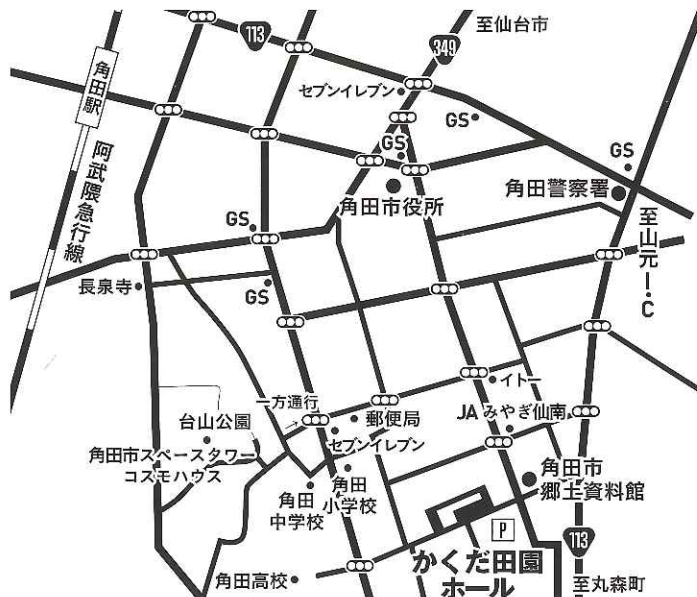 113
349
至仙台市
角田駅
セブンイレブン
GS
GS
GS
阿武隈急行線
角田市役所
角田警察署
GS
至山元I・C
長泉寺
GS
イトー
一方通行
台山公園
郵便局
JAみやぎ仙南
セブンイレブン
角田市スペースタワー
コスモハウス
角田
小学校
角田
中学校
角田市
郷土資料館
P
113
かくだ田園
ホール
角田高校
至丸森町